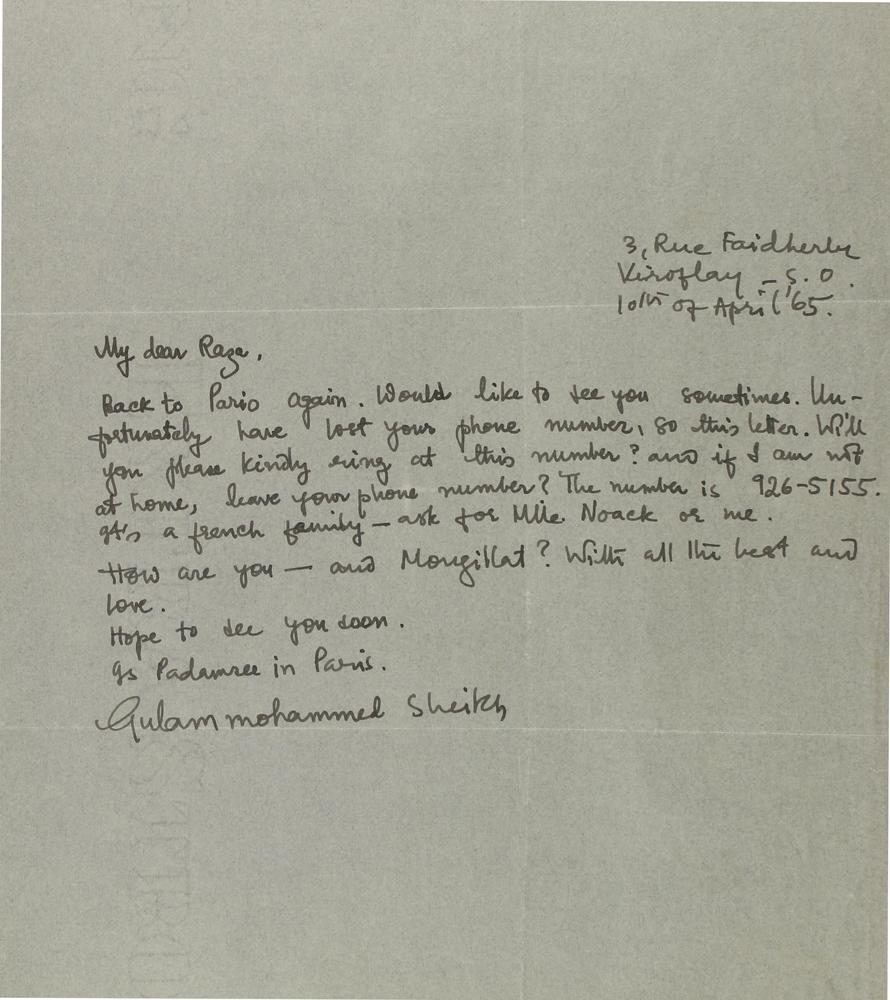 3, Rue Faidherbe
Viroflay - S. O.
10th of April '65.
My dear Raza,
Back to Paris again. Would like to see you sometimes. Un-
fortunately have lost your phone number, so this letter. Will
you please kindly ring at this number? and if I am not
at home, leave your phone number? The number is 926-5155.
It's a french family - ask for Mlle Noack or me.
How are you - and Mongillat? With all the best and
love.
Hope to see you soon.
Is Padamsee in Paris.
Gulammohammed Sheikh